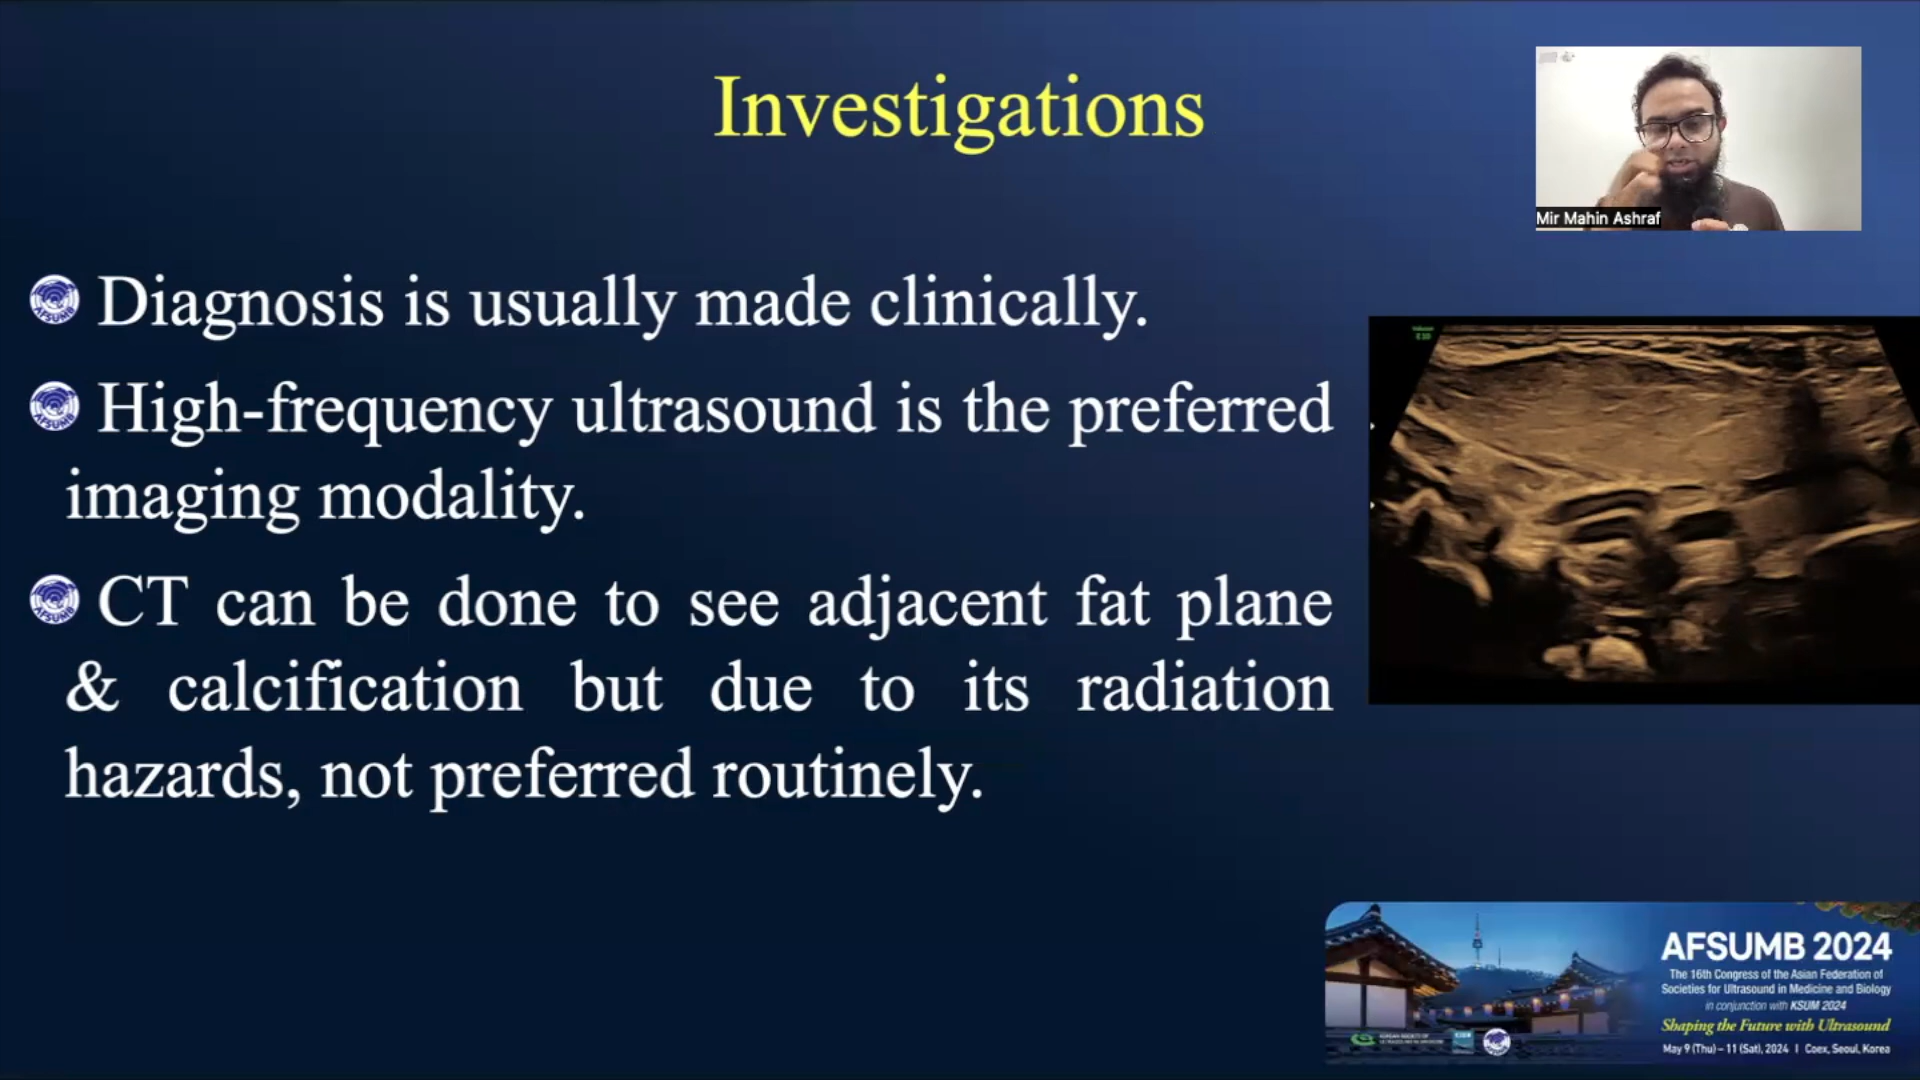 Investigations
Mir Mahin Ashraf
Diagnosis is usually made clinically.
High-frequency ultrasound is the preferred
imaging modality.
CT can be done to see adjacent fat plane
& calcification but due to its radiation
hazards, not preferred routinely.
AFSUMB 2024
The 16th Congress of the Asian Federation of
Societies for Ultrasound in Medicine and Biology
in conjunction with KSUM 2024
Shaping the Future with Ultrasound
May 9 (Thu) – 11 (Sat), 2024 | Coex, Seoul, Korea